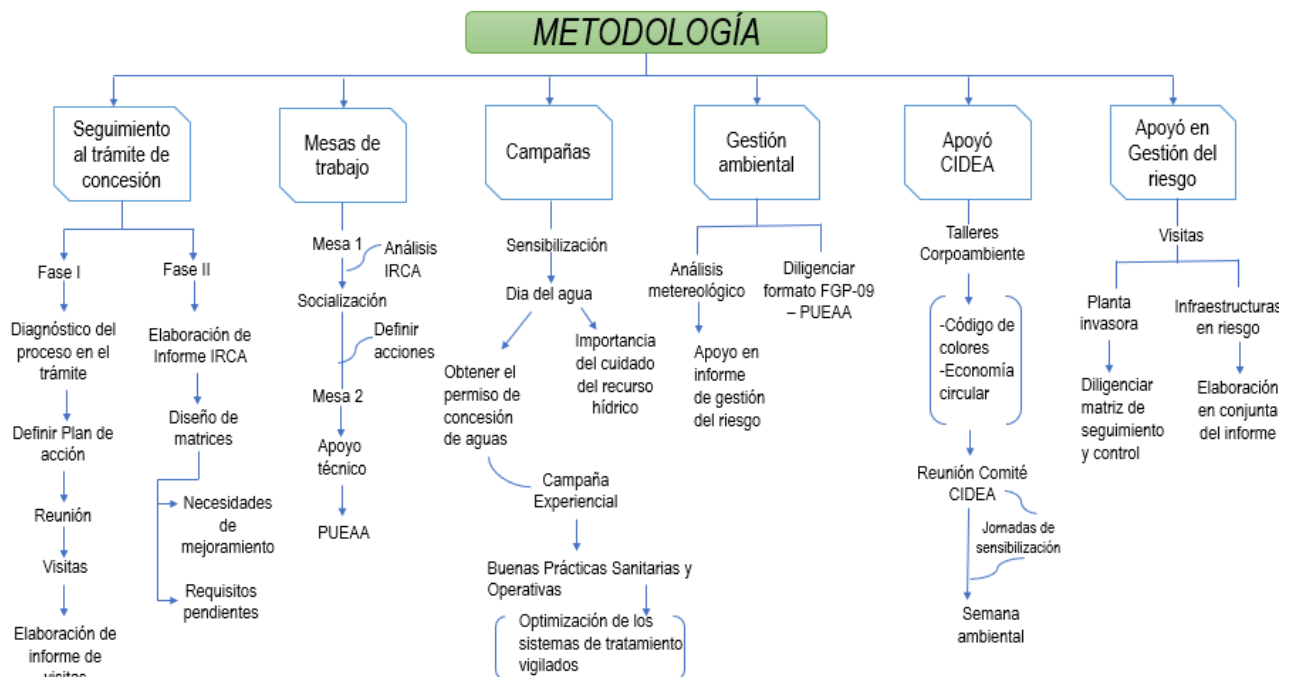 METODOLOGÍA
Seguimiento
al trámite de
concesión
Fase I
Diagnóstico del
proceso en el
trámite
Definir Plan de
acción
Reunión
Visitas
Elaboración de
informe de
visitas
Fase II
Elaboración de
Informe IRCA
Diseño de
matrices
Necesidades
de
mejoramiento
Requisitos
pendientes
Mesas de
trabajo
Mesa 1
Análisis
IRCA
Socialización
Definir
acciones
Mesa 2
Apoyo
técnico
PUEAA
Campañas
Sensibilización
Dia del agua
Obtener el
permiso de
concesión
de aguas
Importancia
del cuidado
del recurso
hídrico
Campaña
Experiencial
Buenas Prácticas Sanitarias y
Operativas
Optimización de los
sistemas de tratamiento
vigilados
Gestión
ambiental
Análisis
metereológico
Apoyo en
informe
de gestión
del riesgo
Diligenciar
formato FGP-09
– PUEAA
Apoyó
CIDEA
Talleres
Corpoambiente
-Código de
colores
-Economía
circular
Reunión Comité
CIDEA
Jornadas de
sensibilización
Semana
ambiental
Apoyó en
Gestión del
riesgo
Visitas
Planta
invasora
Diligenciar
matriz de
seguimiento
y control
Infraestructuras
en riesgo
Elaboración
en conjunta
del informe